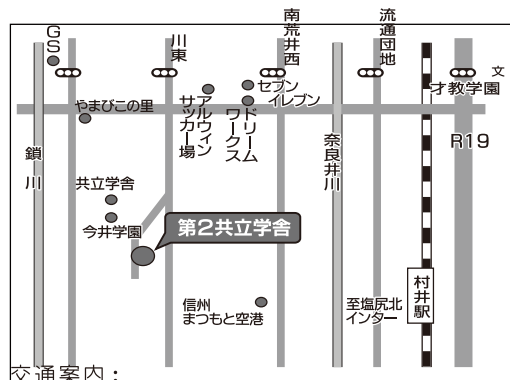 GS
川東
南荒井西
流通団地
文
才教学園
セブン
イレブン
ドリーム
ワークス
アルウィン
サッカー場
やまびこの里
鎖川
奈良井川
R19
共立学舎
今井学園
第2共立学舎
村井駅
信州
まつもと空港
至塩尻北
インター
交通案内：